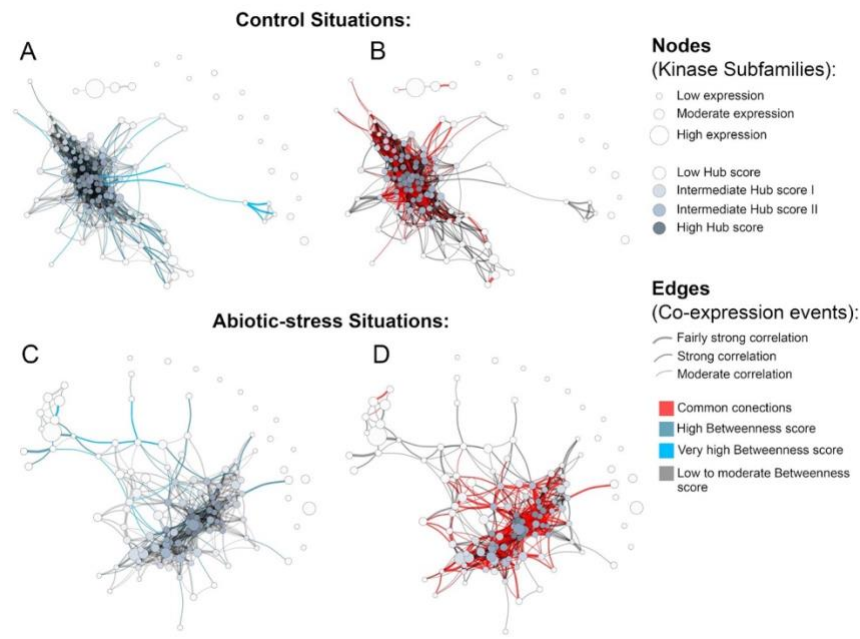 Control Situations:
A
B
Nodes
(Kinase Subfamilies):
Low expression
Moderate expression
High expression
Low Hub score
Intermediate Hub score I
Intermediate Hub score II
High Hub score
Abiotic-stress Situations:
C
D
Edges
(Co-expression events):
Fairly strong correlation
Strong correlation
Moderate correlation
Common conections
High Betweenness score
Very high Betweenness score
Low to moderate Betweenness
score